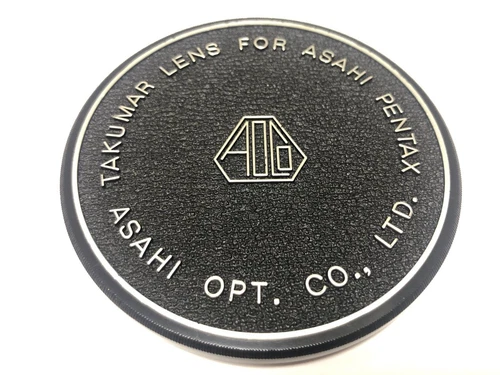 TAKUMAR LENS FOR ASAHI PENTAX
AOCo
ASAHI OPT. CO., LTD.